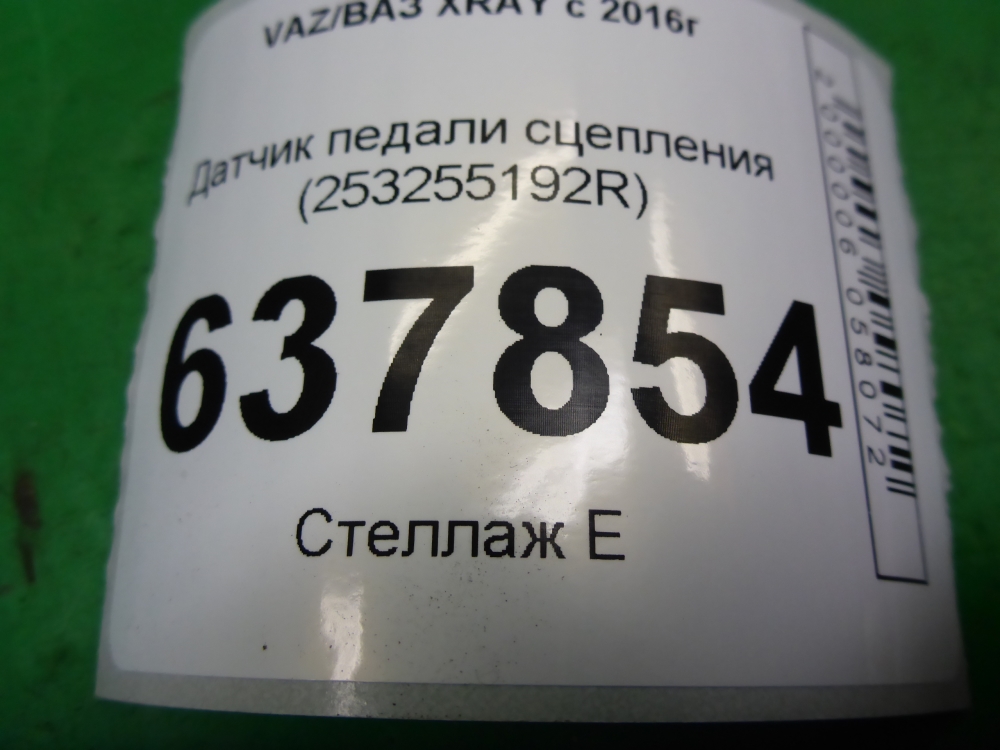 VAZ/ВАЗ XRAY с 2016г
Датчик педали сцепления
(253255192R)
637854
Стеллаж Е
2000006058072